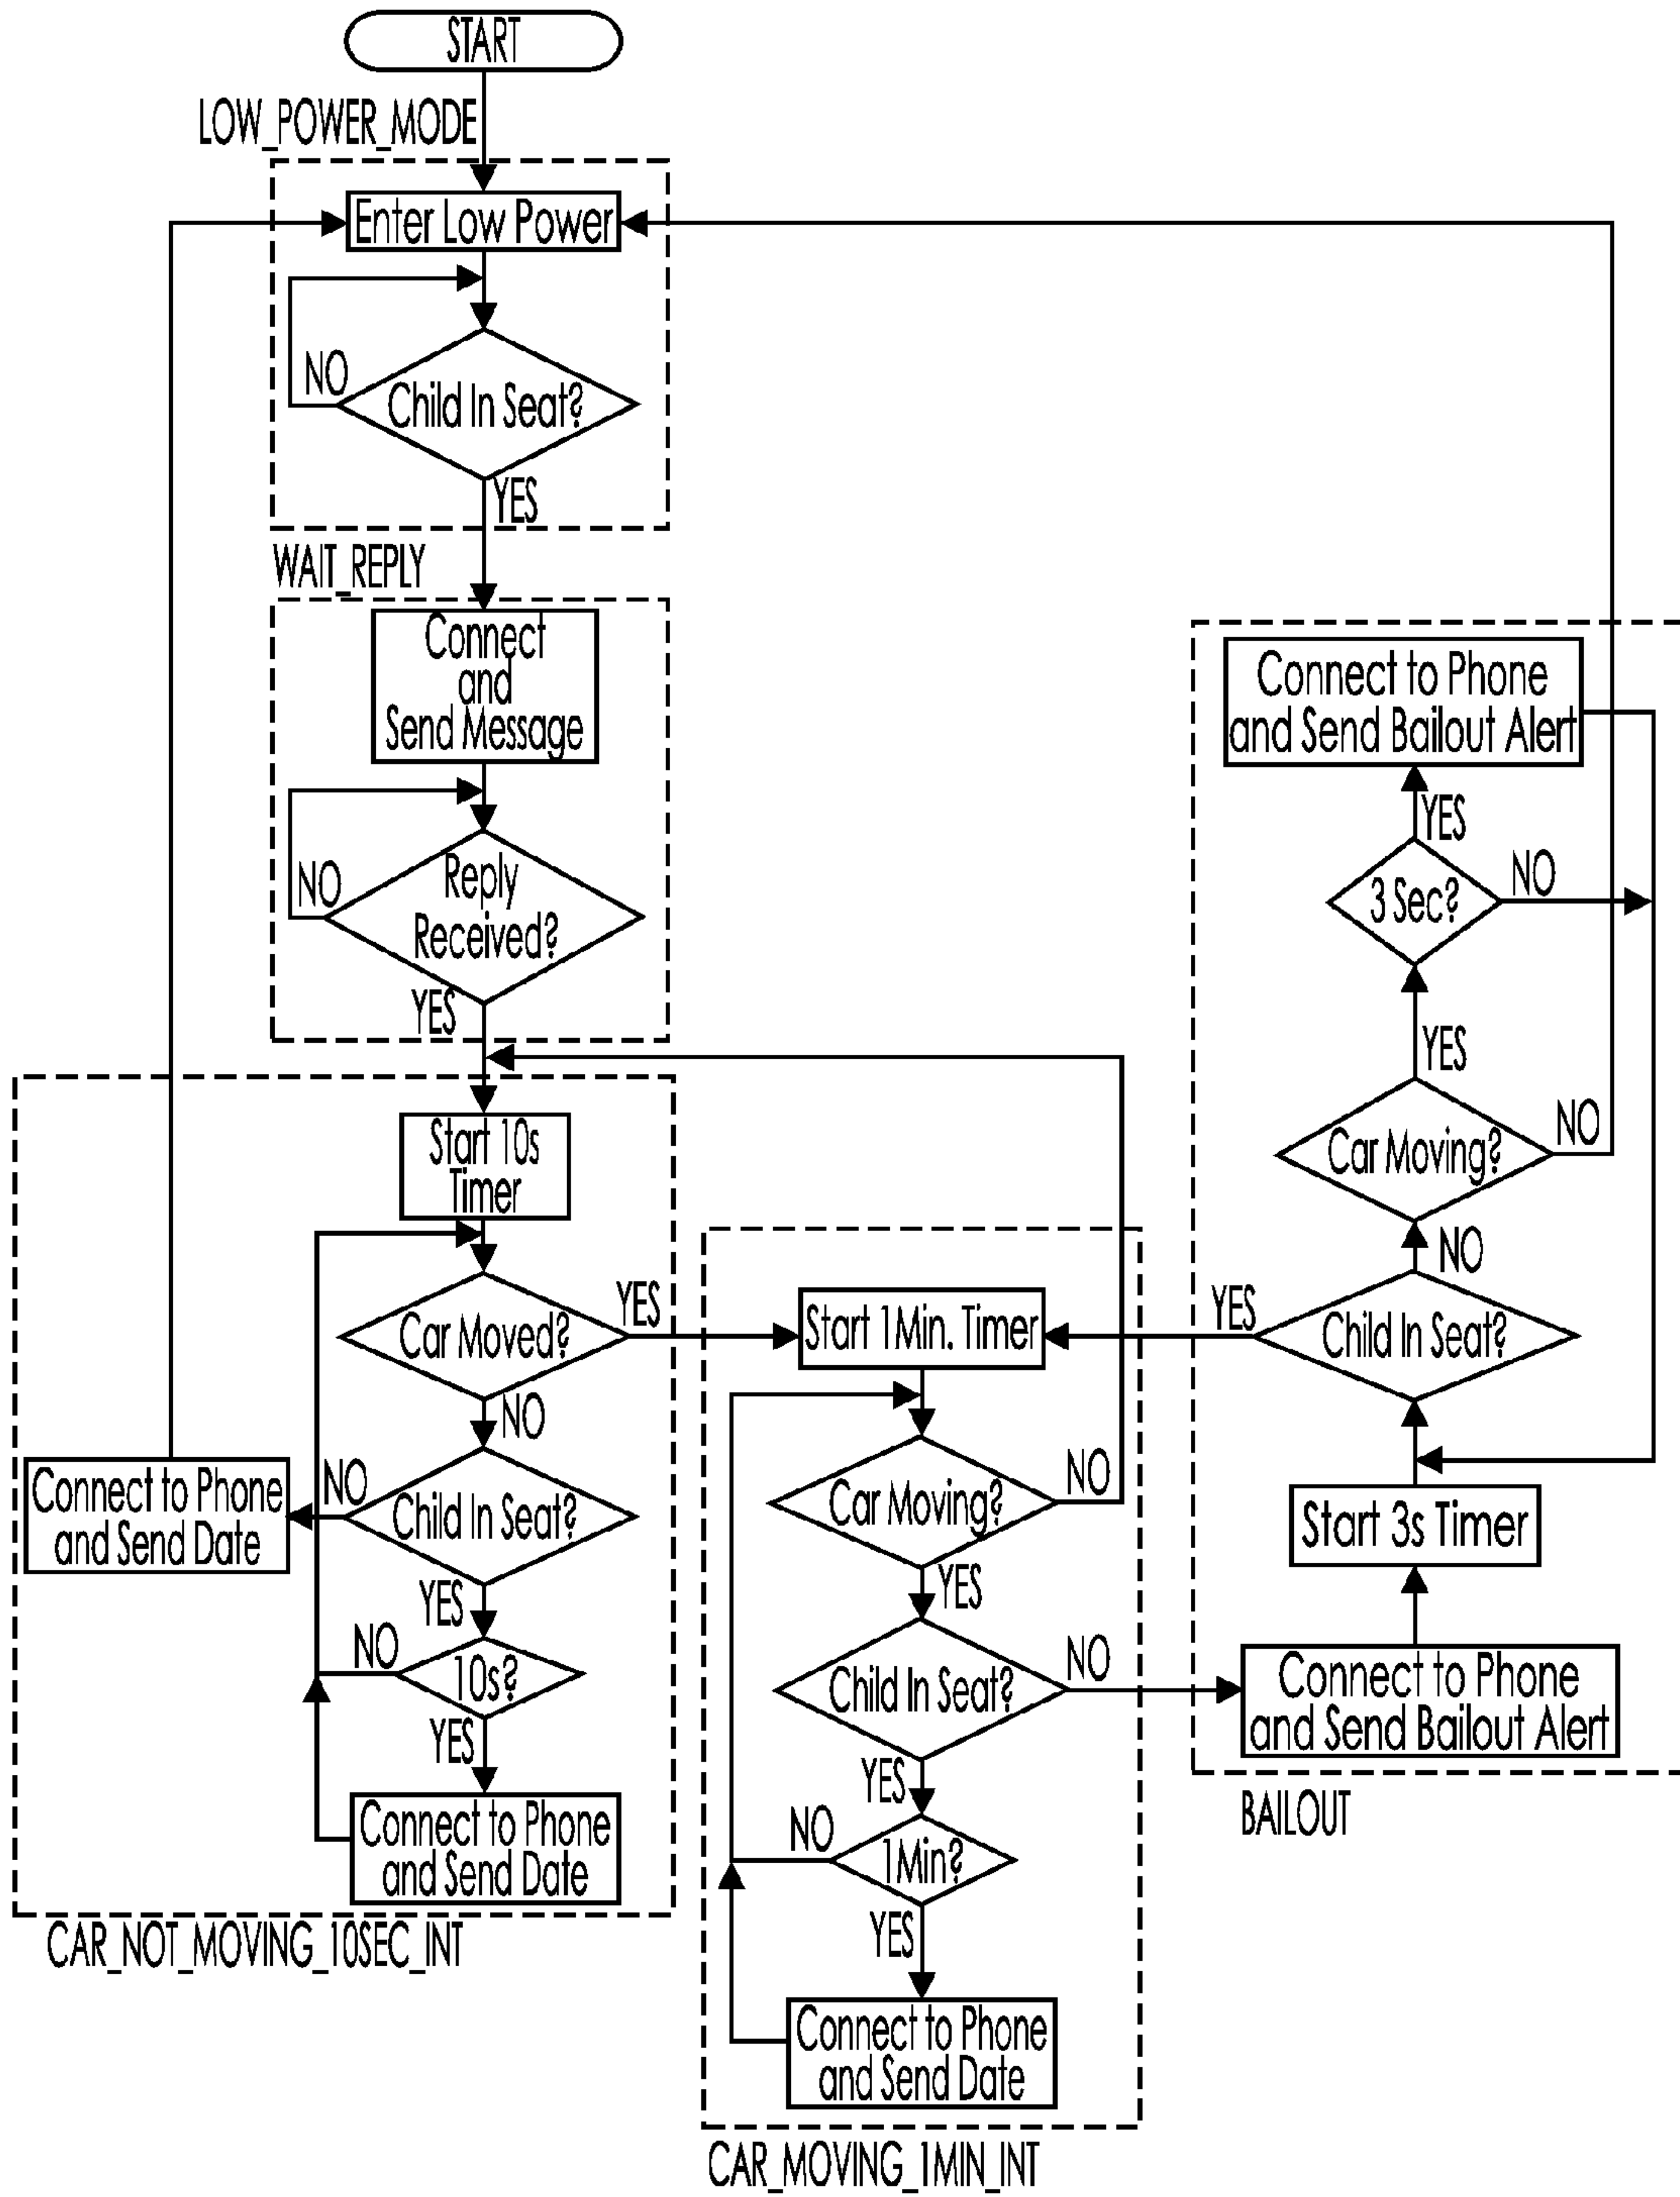 START
LOW_POWER_MODE
Enter Low Power
NO
Child In Seat?
YES
WAIT_REPLY
Connect
and
Send Message
NO
Reply
Received?
YES
Start 10s
Timer
Car Moved?
YES
NO
Connect to Phone
and Send Date
NO
Child In Seat?
YES
NO
10s?
YES
Connect to Phone
and Send Date
CAR_NOT_MOVING_10SEC_INT
Start 1Min. Timer
Car Moving?
NO
YES
Child In Seat?
NO
YES
NO
1Min?
YES
Connect to Phone
and Send Date
CAR_MOVING_1MIN_INT
Connect to Phone
and Send Bailout Alert
YES
3 Sec?
NO
YES
Car Moving?
NO
NO
YES
Child In Seat?
Start 3s Timer
Connect to Phone
and Send Bailout Alert
BAILOUT